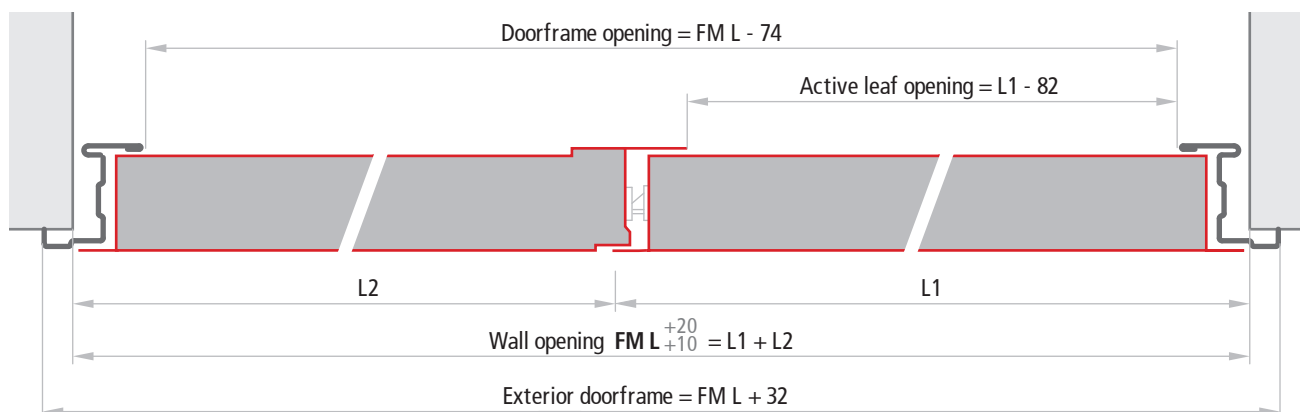 Doorframe opening = FM L - 74
Active leaf opening = L1 - 82
L2
L1
Wall opening FM L +20 +10 = L1 + L2
Exterior doorframe = FM L + 32